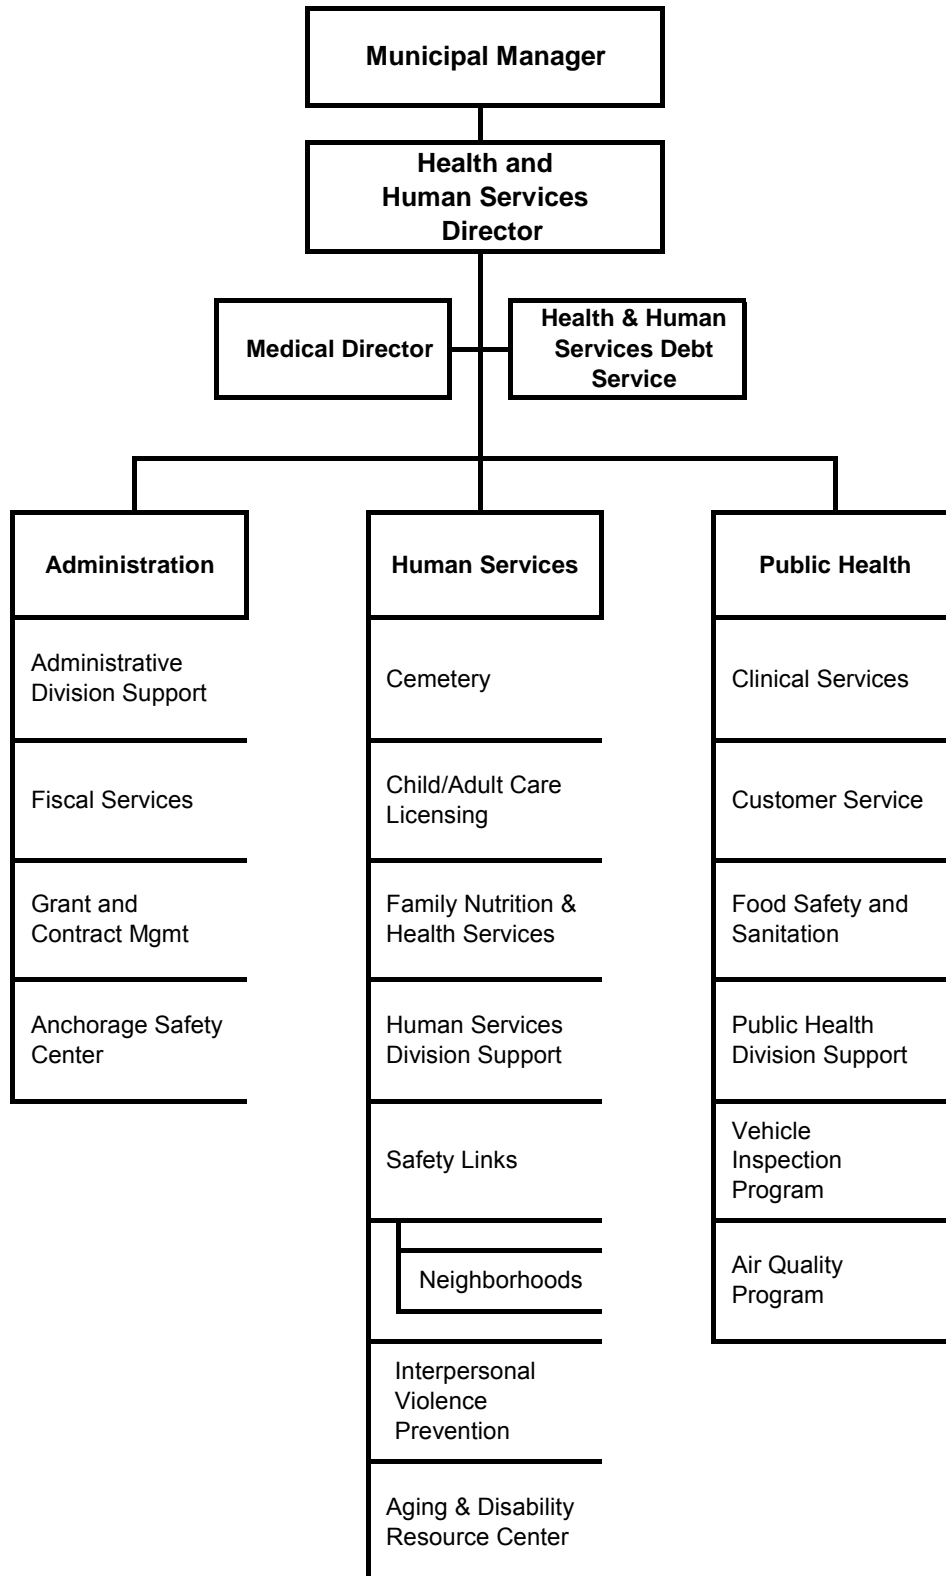 Municipal Manager
Health and
Human Services
Director
Medical Director
Health & Human
Services Debt
Service
Administration
Administrative
Division Support
Fiscal Services
Grant and
Contract Mgmt
Anchorage Safety
Center
Human Services
Cemetery
Child/Adult Care
Licensing
Family Nutrition &
Health Services
Human Services
Division Support
Safety Links
Neighborhoods
Interpersonal
Violence
Prevention
Aging & Disability
Resource Center
Public Health
Clinical Services
Customer Service
Food Safety and
Sanitation
Public Health
Division Support
Vehicle
Inspection
Program
Air Quality
Program